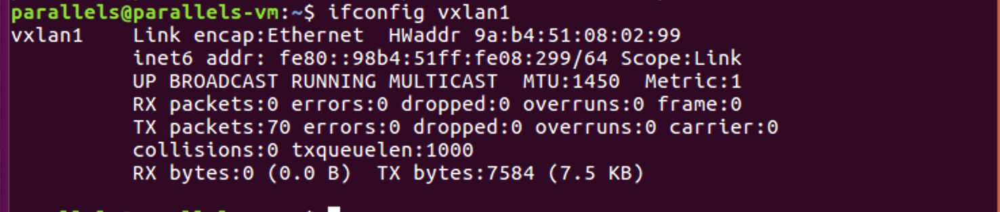 parallels@parallels-vm:~$ ifconfig vxlan1
vxlan1    Link encap:Ethernet  HWaddr 9a:b4:51:08:02:99
          inet6 addr: fe80::98b4:51ff:fe08:299/64 Scope:Link
          UP BROADCAST RUNNING MULTICAST  MTU:1450  Metric:1
          RX packets:0 errors:0 dropped:0 overruns:0 frame:0
          TX packets:70 errors:0 dropped:0 overruns:0 carrier:0
          collisions:0 txqueuelen:1000
          RX bytes:0 (0.0 B)  TX bytes:7584 (7.5 KB)